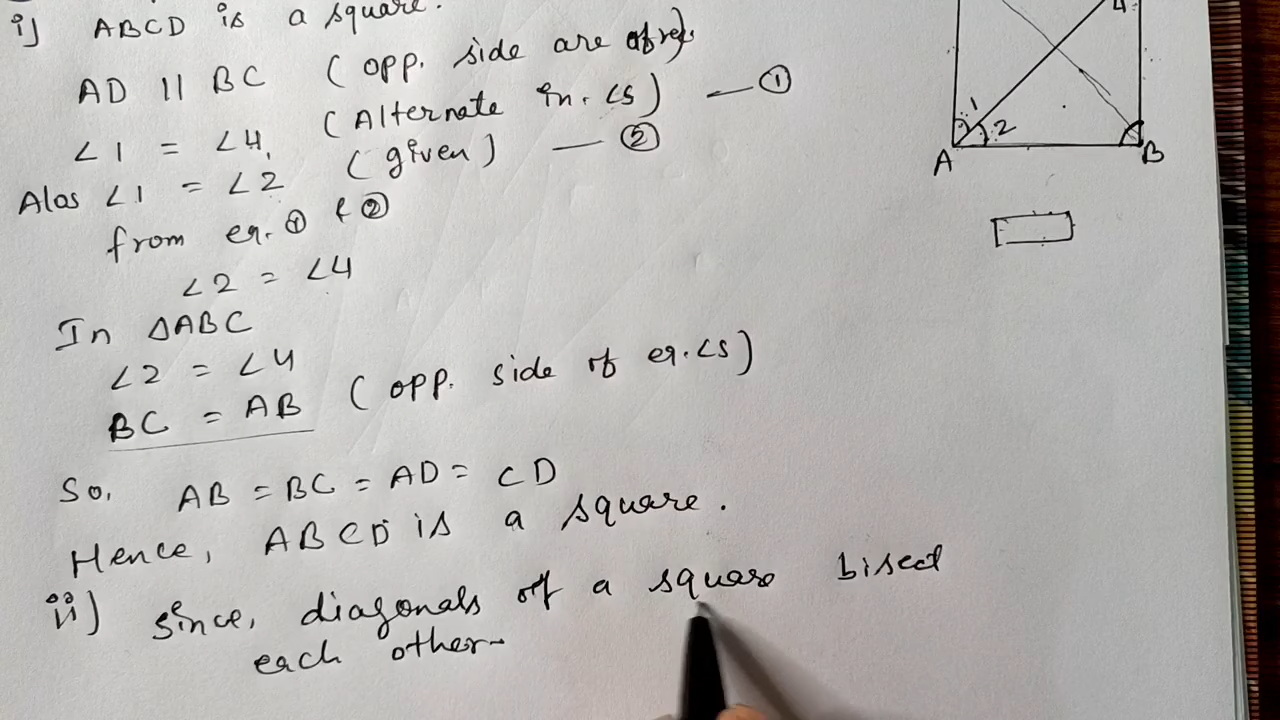 i) ABCD is a square.
AD || BC ( opp. side are of
∠1 = ∠4, (Alternate in. ∠s) — ①
Alos ∠1 = ∠2 (given) — ②
from eq. ① & ②
∠2 = ∠4
In △ABC
∠2 = ∠4
BC = AB ( opp. side of eq. ∠s)
So, AB = BC = AD = CD
Hence, ABCD is a square.
ii) since, diagonals of a square bisect
each other-
4
1
2
A
B